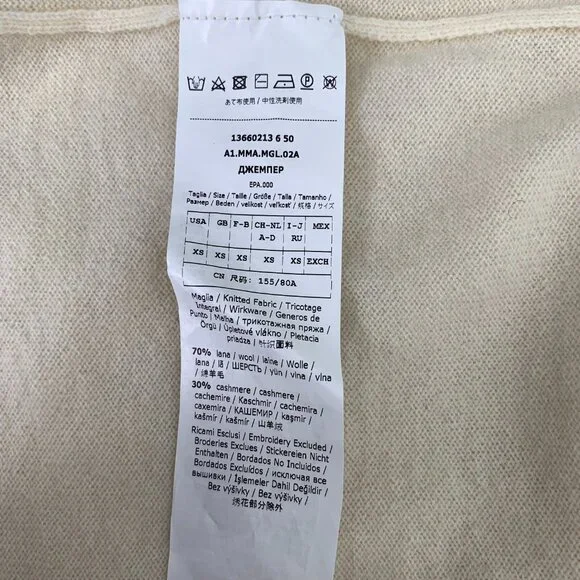 あて布使用 / 中性洗剤使用
13660213 6 50
A1.MMA.MGL.02A
ДЖЕМПЕР
EPA.000
Taglia / Size / Taille / Größe / Talla / Tamanho /
Размер / Beden / velikost / veľkosť / 规格 / サイズ
USA GB F-B CH-NL I-J MEX
A-D RU
XS XS XS XS XS EXCH
CN 尺码: 155/80A
Maglia / Knitted Fabric / Tricotage
Integral / Wirkware / Generos de
Punto / Malha / трикотажная пряжа /
Örgü / Úpletové vlákno / Pletacia
priadza / 针织面料
70% lana / wool / laine / Wolle /
lana / lã / ШЕРСТЬ / yün / vlna / vlna
/ 绵羊毛
30% cashmere / cashmere /
cachemire / Kaschmir / cachemira /
caxemira / КАШЕМИР / kaşmir /
kašmír / kašmír / 山羊绒
Ricami Esclusi / Embroidery Excluded /
Broderies Exclues / Stickereien Nicht
Enthalten / Bordados No Incluidos /
Bordados Excluídos / исключая все
вышивки / İşlemeler Dahil Değildir /
Bez výšivky / Bez výšivky /
绣花部分除外